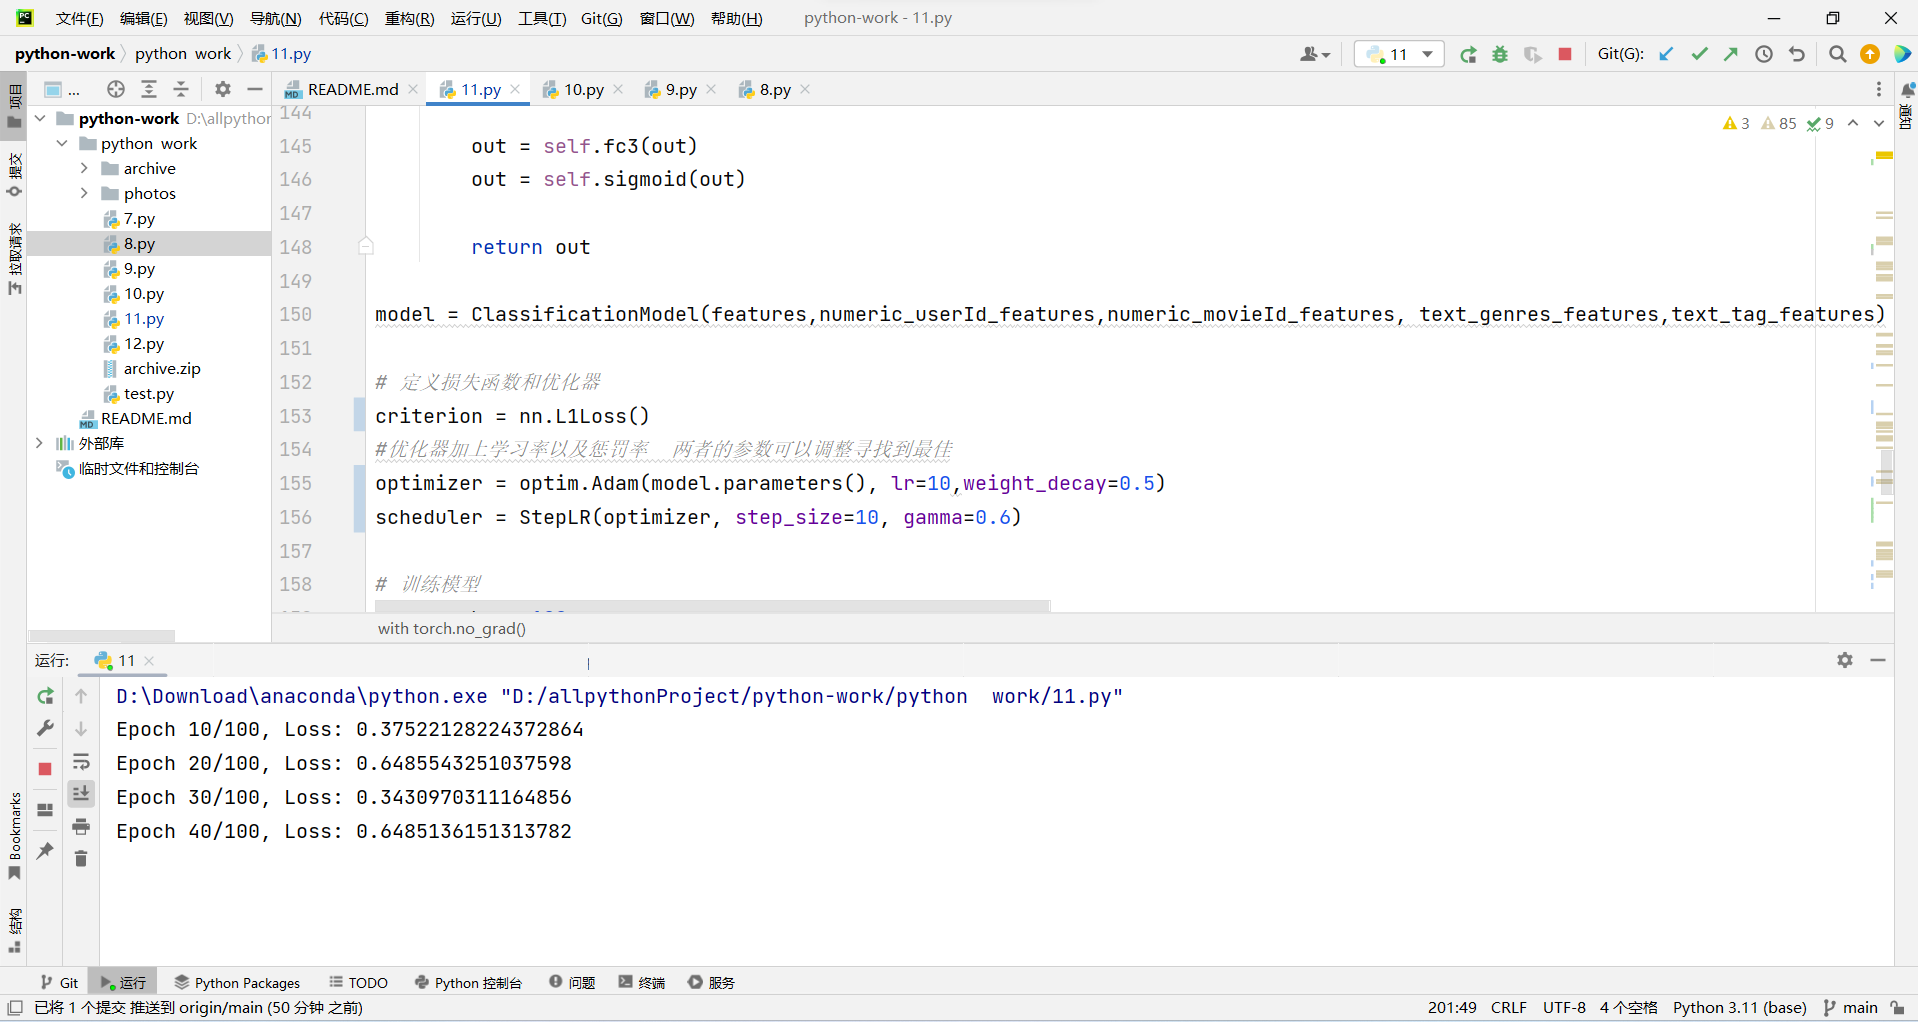 文件(F) 编辑(E) 视图(V) 导航(N) 代码(C) 重构(R) 运行(U) 工具(T) Git(G) 窗口(W) 帮助(H) python-work - 11.py
python-work python work 11.py 11 Git(G):
项目
提交
拉取请求
Bookmarks
结构
通知
...
python-work D:\allpython
python work
archive
photos
7.py
8.py
9.py
10.py
11.py
12.py
archive.zip
test.py
README.md
外部库
临时文件和控制台
README.md 11.py 10.py 9.py 8.py
3 85 9
144
145 out = self.fc3(out)
146 out = self.sigmoid(out)
147
148 return out
149
150 model = ClassificationModel(features,numeric_userId_features,numeric_movieId_features, text_genres_features,text_tag_features)
151
152 # 定义损失函数和优化器
153 criterion = nn.L1Loss()
154 #优化器加上学习率以及惩罚率 两者的参数可以调整寻找到最佳
155 optimizer = optim.Adam(model.parameters(), lr=10,weight_decay=0.5)
156 scheduler = StepLR(optimizer, step_size=10, gamma=0.6)
157
158 # 训练模型
with torch.no_grad()
运行: 11
D:\Download\anaconda\python.exe "D:/allpythonProject/python-work/python work/11.py"
Epoch 10/100, Loss: 0.37522128224372864
Epoch 20/100, Loss: 0.6485543251037598
Epoch 30/100, Loss: 0.3430970311164856
Epoch 40/100, Loss: 0.6485136151313782
Git 运行 Python Packages TODO Python 控制台 问题 终端 服务
已将 1 个提交 推送到 origin/main (50 分钟 之前) 201:49 CRLF UTF-8 4 个空格 Python 3.11 (base) main